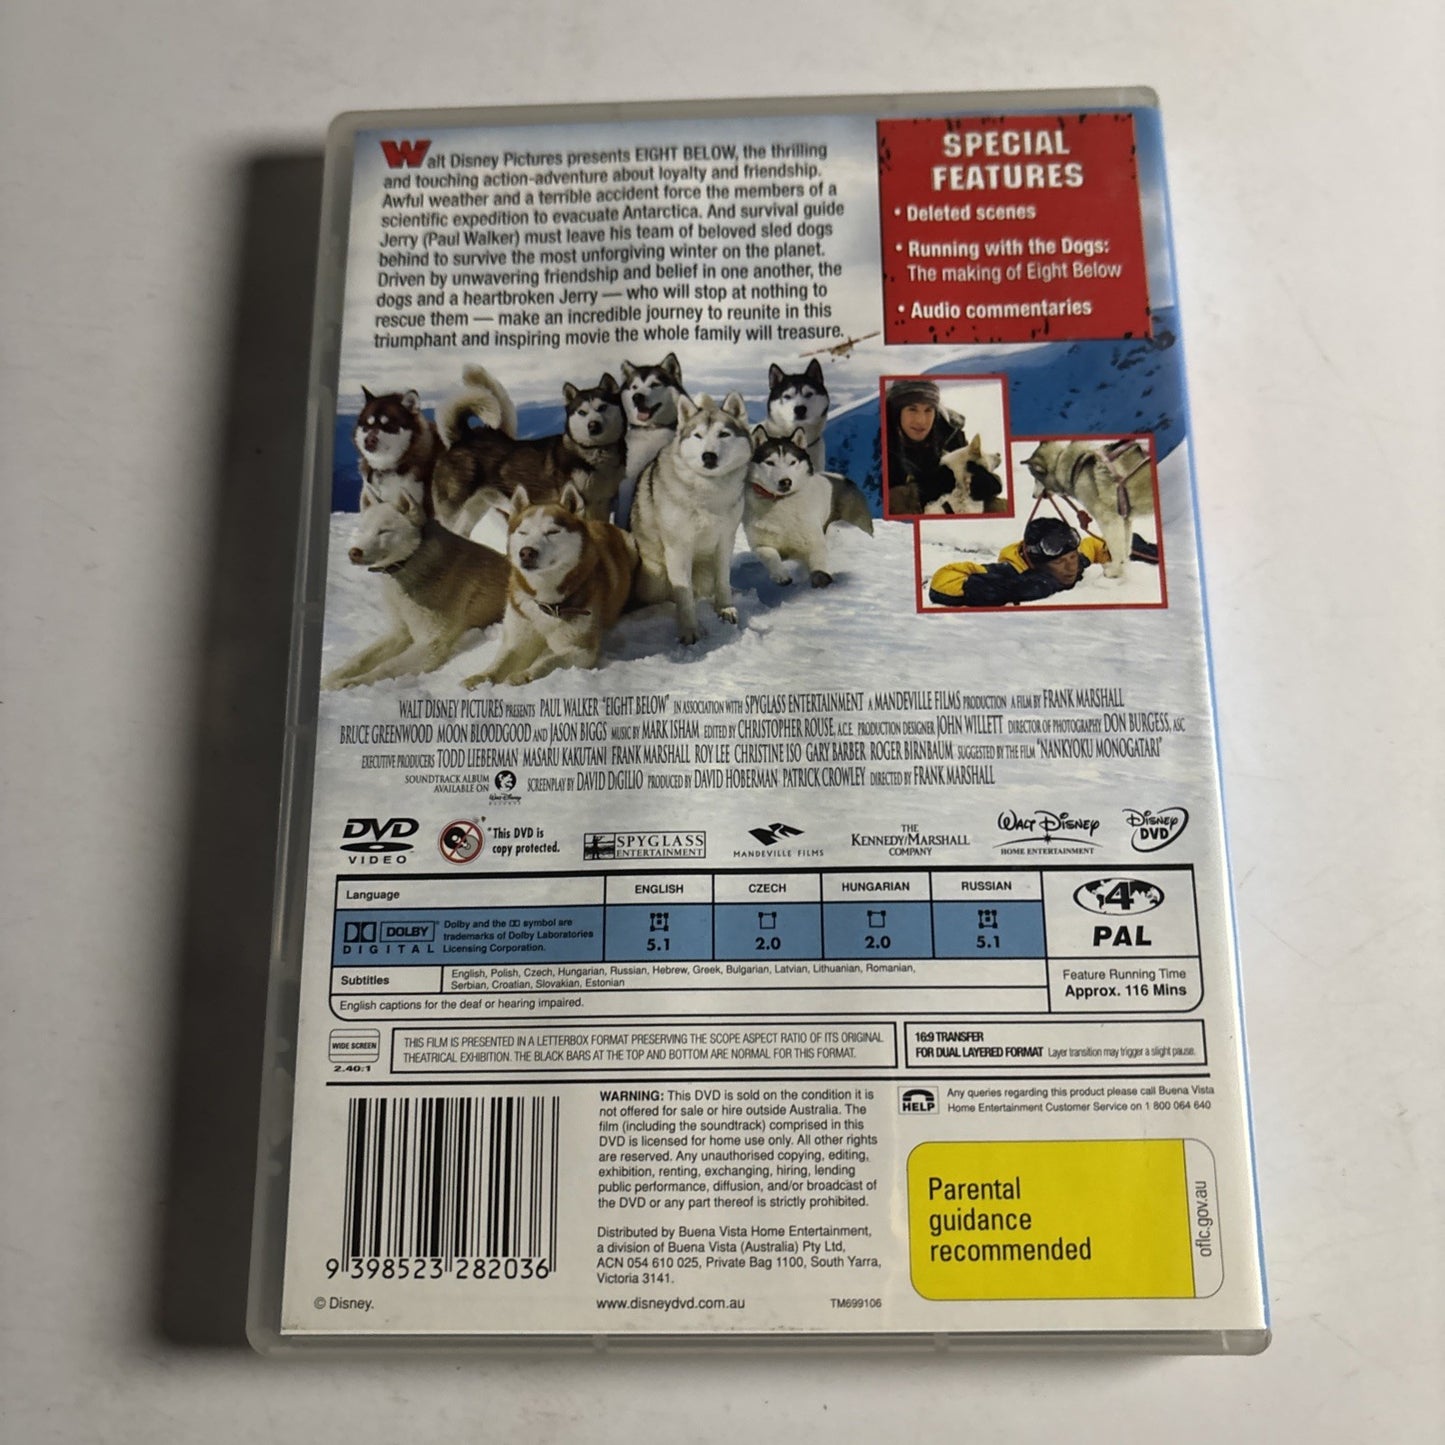 Walt Disney Pictures presents EIGHT BELOW, the thrilling
and touching action-adventure about loyalty and friendship.
Awful weather and a terrible accident force the members of a
scientific expedition to evacuate Antarctica. And survival guide
Jerry (Paul Walker) must leave his team of beloved sled dogs
behind to survive the most unforgiving winter on the planet.
Driven by unwavering friendship and belief in one another, the
dogs and a heartbroken Jerry — who will stop at nothing to
rescue them — make an incredible journey to reunite in this
triumphant and inspiring movie the whole family will treasure.
SPECIAL
FEATURES
• Deleted scenes
• Running with the Dogs:
The making of Eight Below
• Audio commentaries
WALT DISNEY PICTURES PRESENTS PAUL WALKER "EIGHT BELOW" IN ASSOCIATION WITH SPYGLASS ENTERTAINMENT A MANDEVILLE FILMS PRODUCTION A FILM BY FRANK MARSHALL
BRUCE GREENWOOD MOON BLOODGOOD AND JASON BIGGS MUSIC BY MARK ISHAM EDITED BY CHRISTOPHER ROUSE, A.C.E. PRODUCTION DESIGNER JOHN WILLETT DIRECTOR OF PHOTOGRAPHY DON BURGESS, ASC
EXECUTIVE PRODUCERS TODD LIEBERMAN MASARU KAKUTANI FRANK MARSHALL ROY LEE CHRISTINE ISO GARY BARBER ROGER BIRNBAUM SUGGESTED BY THE FILM "NANKYOKU MONOGATARI"
SOUNDTRACK ALBUM
AVAILABLE ON
Walt Disney
RECORDS
SCREENPLAY BY DAVID DiGILIO PRODUCED BY DAVID HOBERMAN PATRICK CROWLEY DIRECTED BY FRANK MARSHALL
DVD
VIDEO
*This DVD is
copy protected.
SPYGLASS
ENTERTAINMENT
MANDEVILLE FILMS
THE
KENNEDY/MARSHALL
COMPANY
WALT DISNEY
HOME ENTERTAINMENT
DISNEY
DVD
Language
ENGLISH
CZECH
HUNGARIAN
RUSSIAN
DOLBY
DIGITAL
Dolby and the DD symbol are
trademarks of Dolby Laboratories
Licensing Corporation.
5.1
2.0
2.0
5.1
4
PAL
Subtitles
English, Polish, Czech, Hungarian, Russian, Hebrew, Greek, Bulgarian, Latvian, Lithuanian, Romanian,
Serbian, Croatian, Slovakian, Estonian
English captions for the deaf or hearing impaired.
Feature Running Time
Approx. 116 Mins
WIDE SCREEN
2.40:1
THIS FILM IS PRESENTED IN A LETTERBOX FORMAT PRESERVING THE SCOPE ASPECT RATIO OF ITS ORIGINAL
THEATRICAL EXHIBITION. THE BLACK BARS AT THE TOP AND BOTTOM ARE NORMAL FOR THIS FORMAT.
16:9 TRANSFER
FOR DUAL LAYERED FORMAT Layer transition may trigger a slight pause.
WARNING: This DVD is sold on the condition it is
not offered for sale or hire outside Australia. The
film (including the soundtrack) comprised in this
DVD is licensed for home use only. All other rights
are reserved. Any unauthorised copying, editing,
exhibition, renting, exchanging, hiring, lending
public performance, diffusion, and/or broadcast of
the DVD or any part thereof is strictly prohibited.
Distributed by Buena Vista Home Entertainment,
a division of Buena Vista (Australia) Pty Ltd,
ACN 054 610 025, Private Bag 1100, South Yarra,
Victoria 3141.
www.disneydvd.com.au
TM699106
HELP
Any queries regarding this product please call Buena Vista
Home Entertainment Customer Service on 1 800 064 640
Parental
guidance
recommended
oflc.gov.au
9 398523 282036
© Disney.